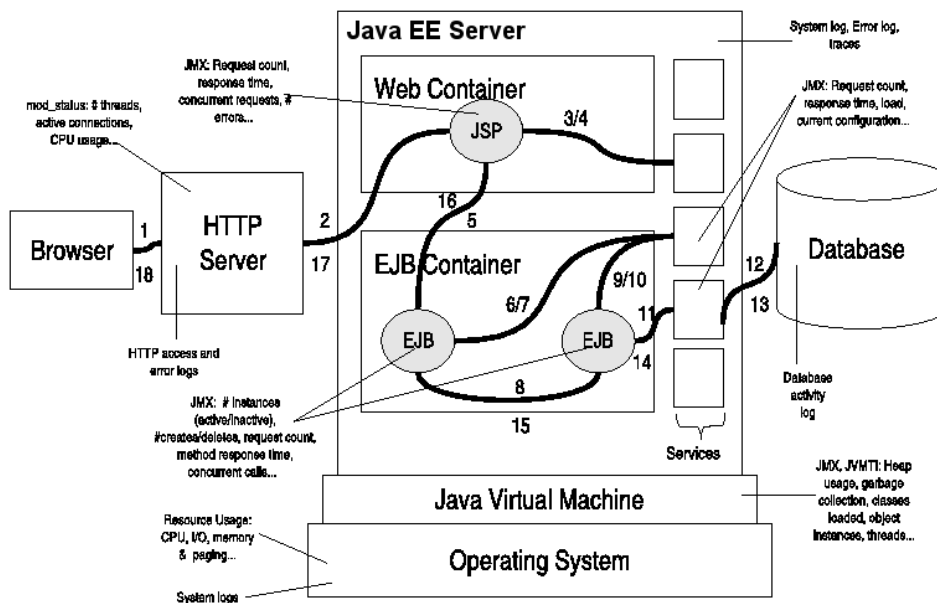 Java EE Server
System log, Error log,
traces
JMX: Request count,
response time,
concurrent requests, #
errors...
Web Container
JMX: Request count,
response time, load,
current configuration...
mod_status: # threads,
active connections,
CPU usage...
JSP
3/4
16
5
Browser
1
18
HTTP
Server
2
17
EJB Container
6/7
9/10
EJB
EJB
11
14
12
13
Database
HTTP access and
error logs
8
15
Database
activity
log
JMX: # Instances
(active/inactive),
#creates/deletes, request count,
method response time,
concurrent calls...
Services
JMX, JVMTI: Heap
usage, garbage
collection, classes
loaded, object
instances, threads...
Java Virtual Machine
Resource Usage:
CPU, I/O, memory
& paging...
Operating System
System logs